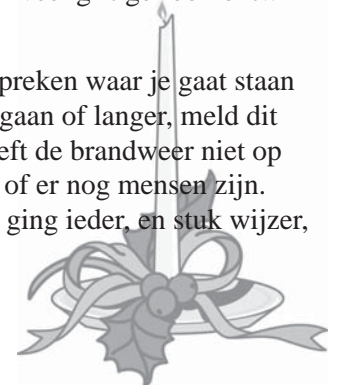 preken waar je gaat staan
gaan of langer, meld dit
eft de brandweer niet op
of er nog mensen zijn.
ging ieder, en stuk wijzer,